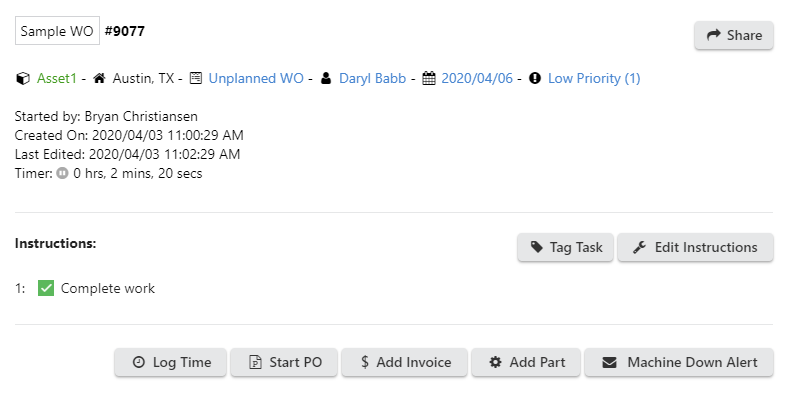 Sample WO #9077
Share
Asset1 - Austin, TX - Unplanned WO - Daryl Babb - 2020/04/06 - Low Priority (1)
Started by: Bryan Christiansen
Created On: 2020/04/03 11:00:29 AM
Last Edited: 2020/04/03 11:02:29 AM
Timer: 0 hrs, 2 mins, 20 secs
Instructions: Tag Task Edit Instructions
1: Complete work
Log Time Start PO $ Add Invoice Add Part Machine Down Alert